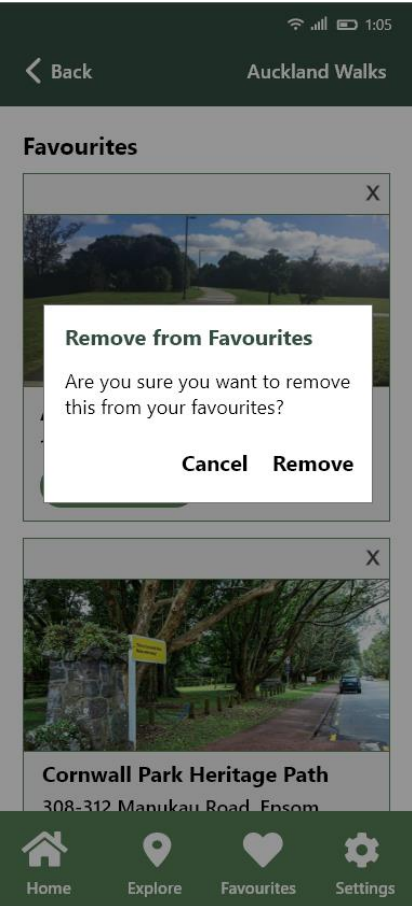 1:05
Back
Auckland Walks
Favourites
X
Remove from Favourites
Are you sure you want to remove
this from your favourites?
Cancel Remove
X
Cornwall Park Heritage Path
308-312 Manukau Road, Epsom
Home Explore Favourites Settings